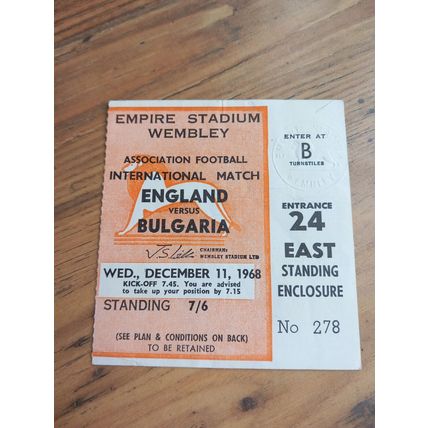 EMPIRE STADIUM
WEMBLEY
ASSOCIATION FOOTBALL
INTERNATIONAL MATCH
ENGLAND
VERSUS
BULGARIA
CHAIRMAN:
WEMBLEY STADIUM LTD
WED., DECEMBER 11, 1968
KICK-OFF 7.45. You are advised
to take up your position by 7.15
STANDING 7/6
(SEE PLAN & CONDITIONS ON BACK)
TO BE RETAINED
ENTER AT
B
TURNSTILES
ENTRANCE
24
EAST
STANDING
ENCLOSURE
No 278